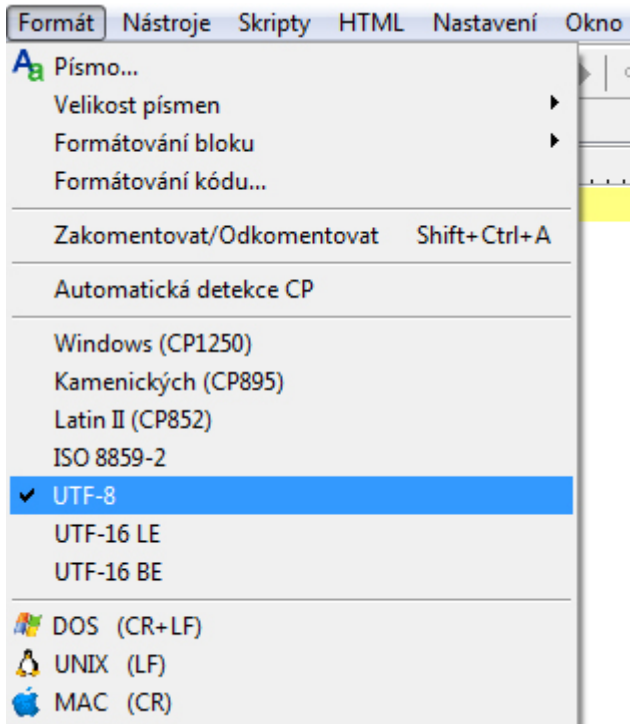 Formát Nástroje Skripty HTML Nastavení Okno
Písmo...
Velikost písmen
Formátování bloku
Formátování kódu...
Zakomentovat/Odkomentovat Shift+Ctrl+A
Automatická detekce CP
Windows (CP1250)
Kamenických (CP895)
Latin II (CP852)
ISO 8859-2
UTF-8
UTF-16 LE
UTF-16 BE
DOS (CR+LF)
UNIX (LF)
MAC (CR)